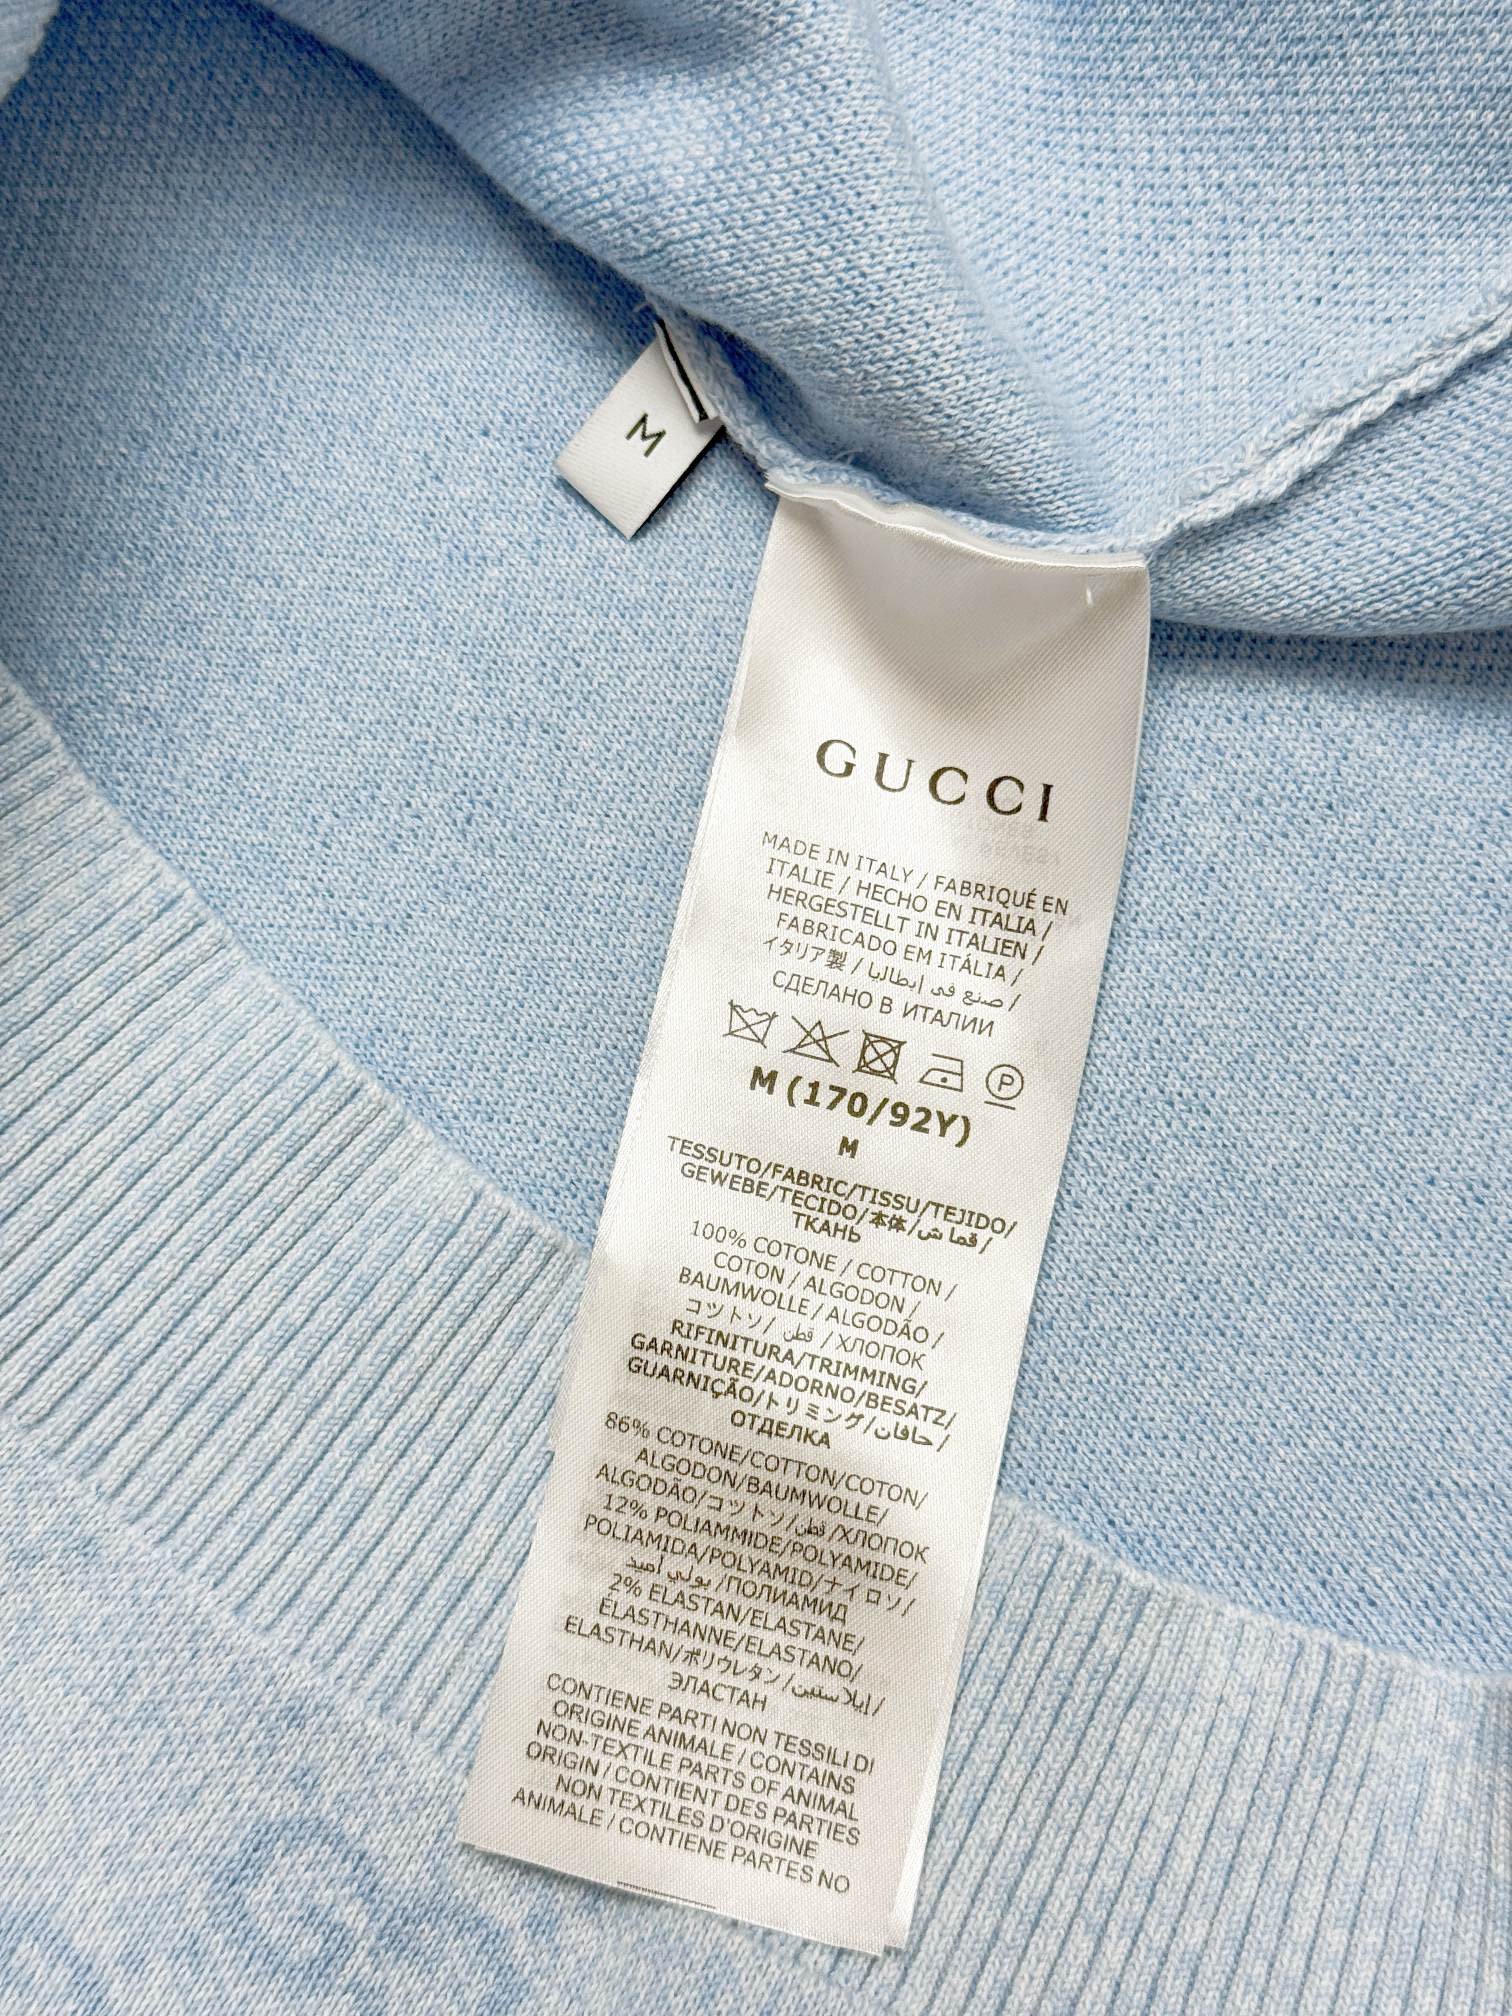 M
GUCCI
MADE IN ITALY / FABRIQUÉ EN
ITALIE / HECHO EN ITALIA /
HERGESTELLT IN ITALIEN /
FABRICADO EM ITÁLIA /
イタリア製 / صنع في إيطاليا /
СДЕЛАНО В ИТАЛИИ
P
M (170/92Y)
M
TESSUTO/FABRIC/TISSU/TEJIDO/
GEWEBE/TECIDO/本体/قماش/
ТКАНЬ
100% COTONE / COTTON /
COTON / ALGODON /
BAUMWOLLE / ALGODÃO /
コットン / قطن / ХЛОПОК
RIFINITURA/TRIMMING/
GARNITURE/ADORNO/BESATZ/
GUARNIÇÃO/トリミング/حافان/
ОТДЕЛКА
86% COTONE/COTTON/COTON/
ALGODON/BAUMWOLLE/
ALGODÃO/コットン/قطن/ХЛОПОК
12% POLIAMMIDE/POLYAMIDE/
POLIAMIDA/POLYAMID/ナイロン/
بولي أميد/ПОЛИАМИД
2% ELASTAN/ELASTANE/
ÉLASTHANNE/ELASTANO/
ELASTHAN/ポリウレタン/إيلاستين/
ЭЛАСТАН
CONTIENE PARTI NON TESSILI DI
ORIGINE ANIMALE / CONTAINS
NON-TEXTILE PARTS OF ANIMAL
ORIGIN / CONTIENT DES PARTIES
NON TEXTILES D'ORIGINE
ANIMALE / CONTIENE PARTES NO